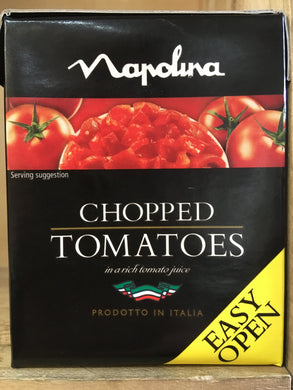 Napolina
Serving suggestion
CHOPPED
TOMATOES
in a rich tomato juice
PRODOTTO IN ITALIA
EASY
OPEN